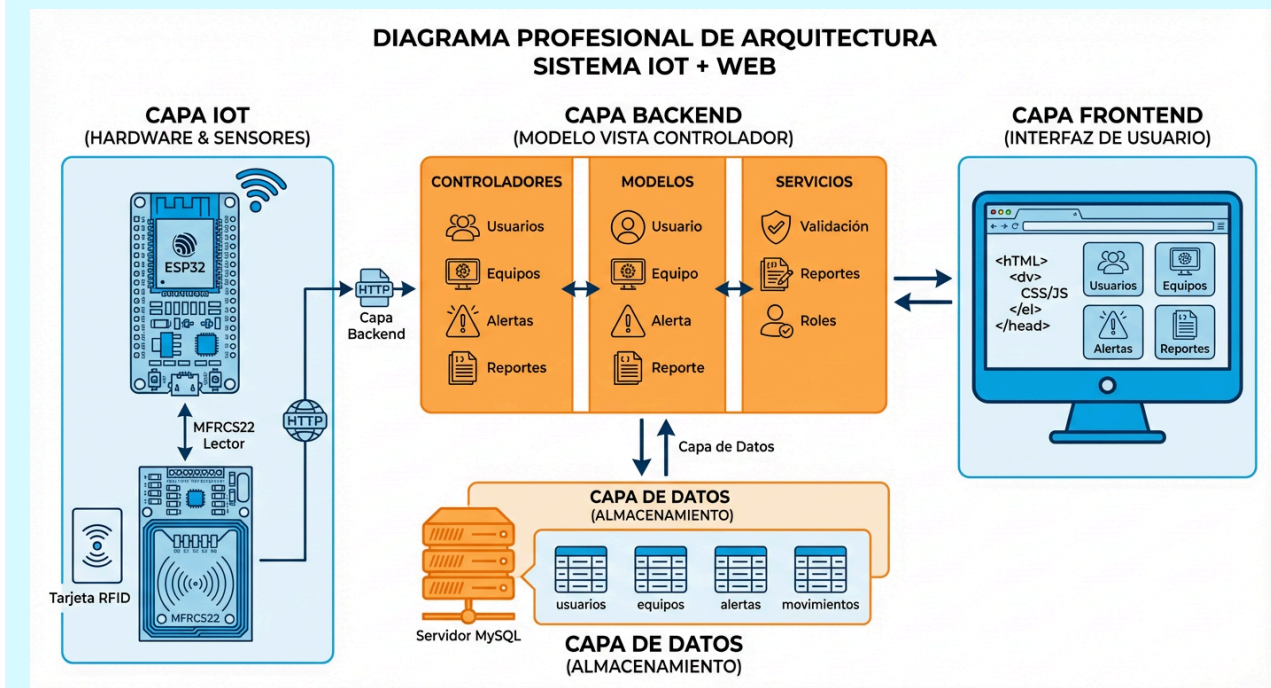 DIAGRAMA PROFESIONAL DE ARQUITECTURA
SISTEMA IOT + WEB
CAPA IOT
(HARDWARE & SENSORES)
ESP32
MFRCS22
Lector
Tarjeta RFID
MFRCS22
HTTP
HTTP
Capa
Backend
CAPA BACKEND
(MODELO VISTA CONTROLADOR)
CONTROLADORES
Usuarios
Equipos
Alertas
Reportes
MODELOS
Usuario
Equipo
Alerta
Reporte
SERVICIOS
Validación
Reportes
Roles
Capa de Datos
CAPA DE DATOS
(ALMACENAMIENTO)
usuarios
equipos
alertas
movimientos
Servidor MySQL
CAPA DE DATOS
(ALMACENAMIENTO)
CAPA FRONTEND
(INTERFAZ DE USUARIO)
<hTML>
<dv>
CSS/JS
</el>
</head>
Usuarios
Equipos
Alertas
Reportes